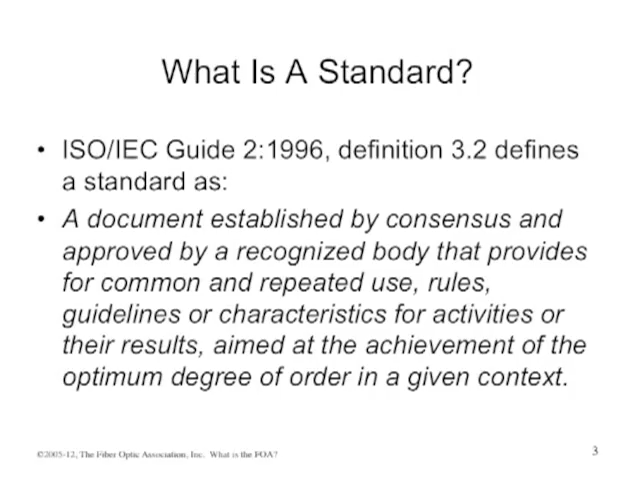 What Is A Standard?
• ISO/IEC Guide 2:1996, definition 3.2 defines
a standard as:
• A document established by consensus and
approved by a recognized body that provides
for common and repeated use, rules,
guidelines or characteristics for activities or
their results, aimed at the achievement of the
optimum degree of order in a given context.
©2005-12, The Fiber Optic Association, Inc. What is the FOA?
3